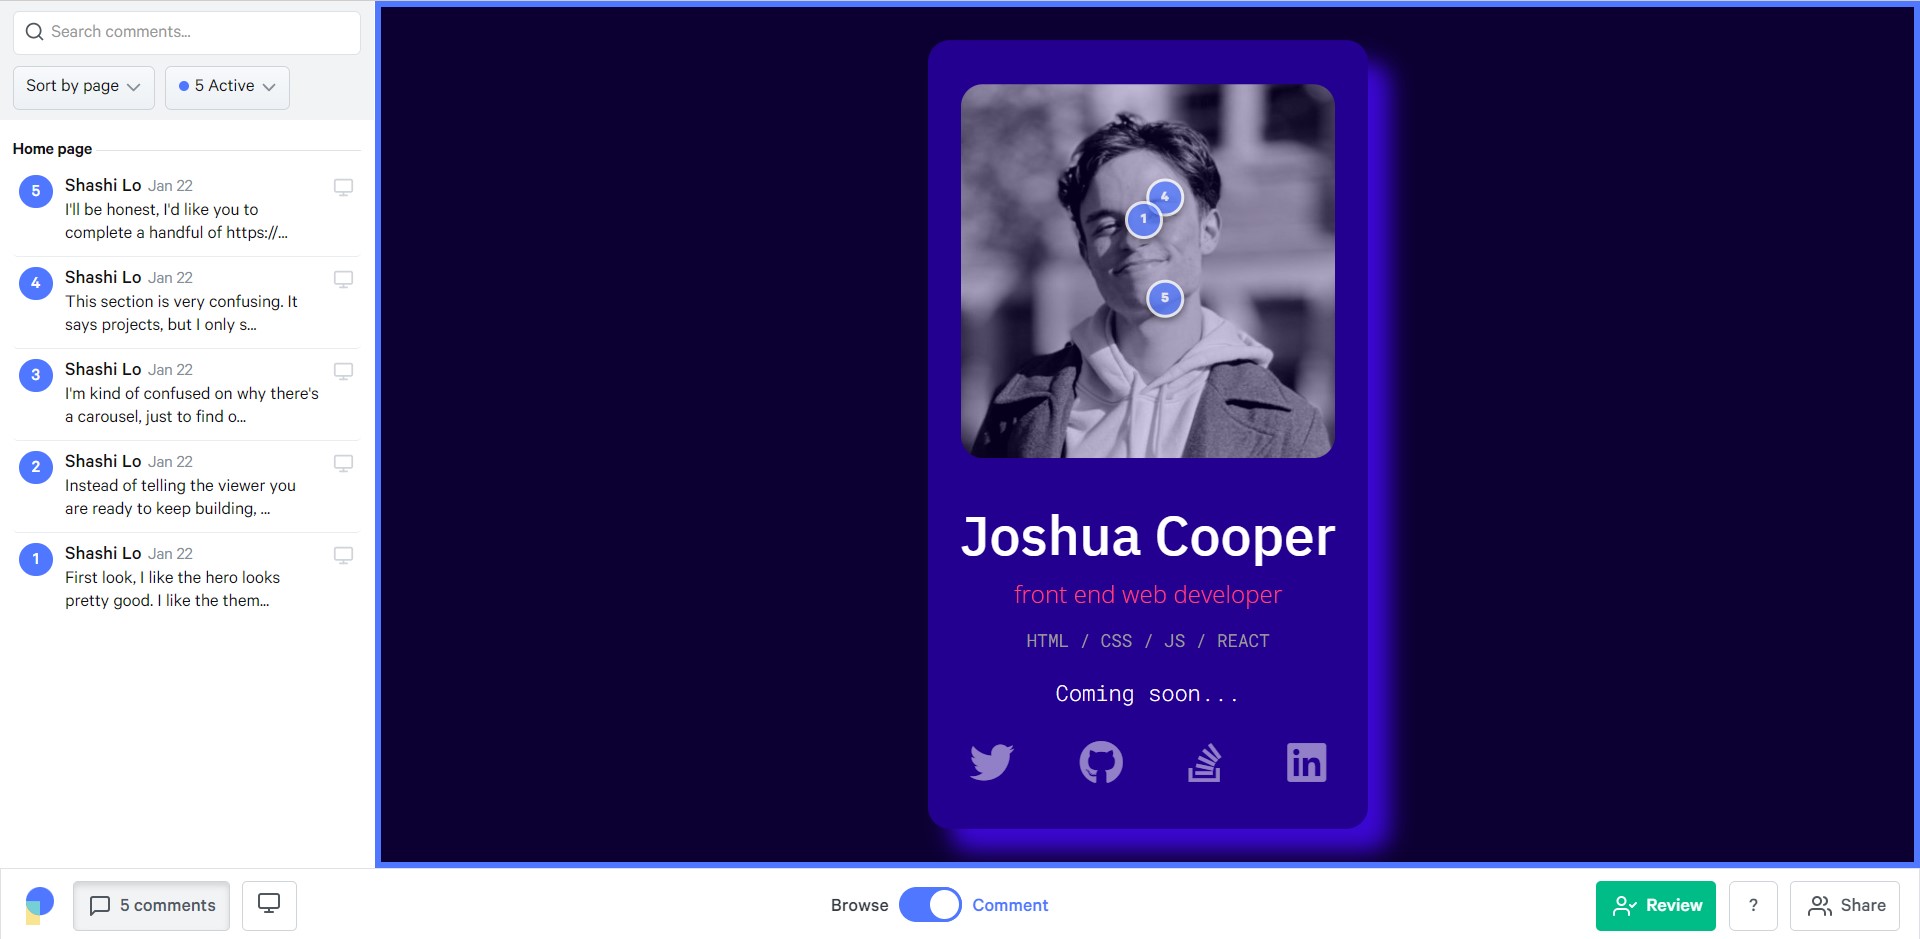 Search comments...
Sort by page
5 Active
Home page
5
Shashi Lo Jan 22
I'll be honest, I'd like you to
complete a handful of https://...
4
Shashi Lo Jan 22
This section is very confusing. It
says projects, but I only s...
3
Shashi Lo Jan 22
I'm kind of confused on why there's
a carousel, just to find o...
2
Shashi Lo Jan 22
Instead of telling the viewer you
are ready to keep building, ...
1
Shashi Lo Jan 22
First look, I like the hero looks
pretty good. I like the them...
4
1
5
Joshua Cooper
front end web developer
HTML / CSS / JS / REACT
Coming soon...
in
5 comments
Browse
Comment
Review
?
Share